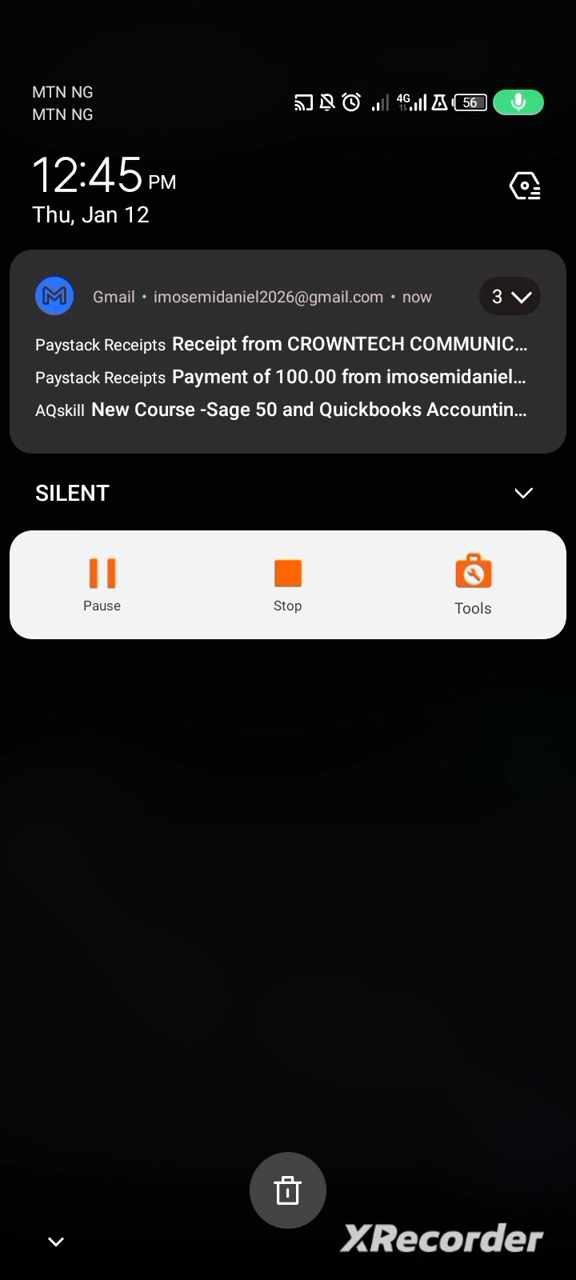 MTN NG
MTN NG
4G 56
12:45 PM
Thu, Jan 12
Gmail • imosemidaniel2026@gmail.com • now 3
Paystack Receipts Receipt from CROWNTECH COMMUNIC...
Paystack Receipts Payment of 100.00 from imosemidaniel...
AQskill New Course -Sage 50 and Quickbooks Accountin...
SILENT
Pause Stop Tools
XRecorder